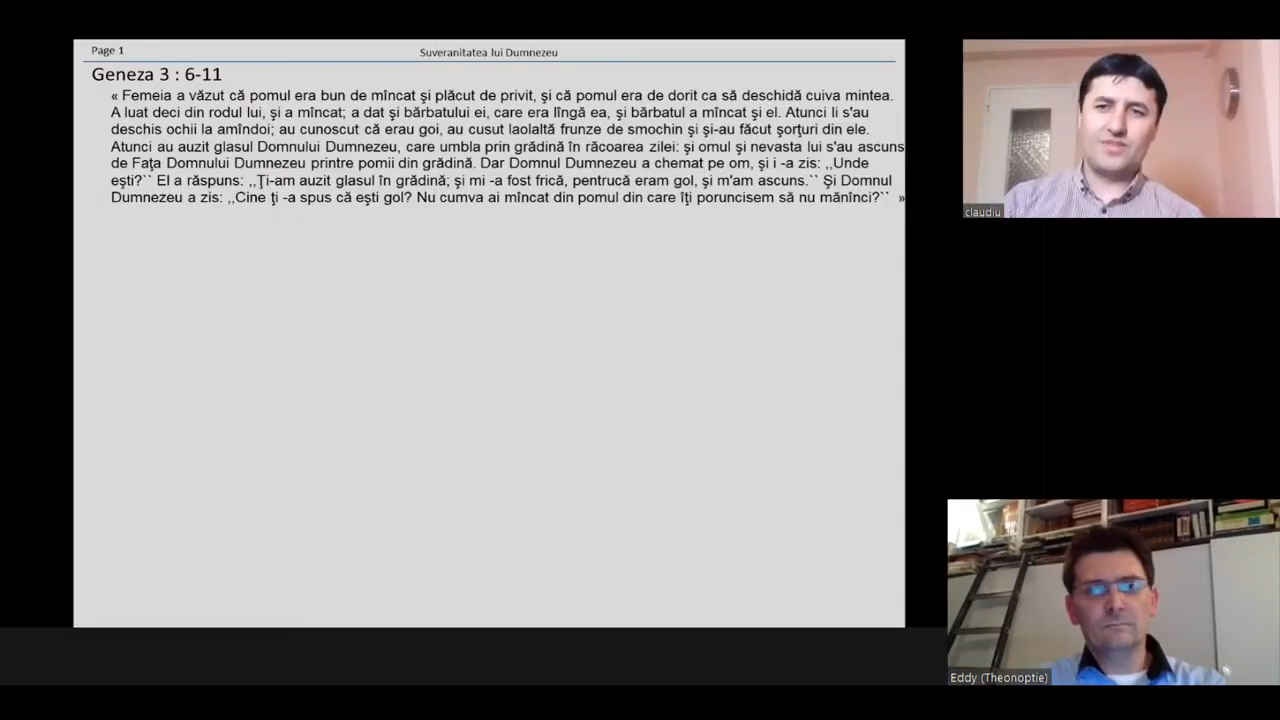 Page 1
Suveranitatea lui Dumnezeu
Geneza 3 : 6-11
« Femeia a văzut că pomul era bun de mîncat şi plăcut de privit, şi că pomul era de dorit ca să deschidă cuiva mintea.
A luat deci din rodul lui, şi a mîncat; a dat şi bărbatului ei, care era lîngă ea, şi bărbatul a mîncat şi el. Atunci li s'au
deschis ochii la amîndoi; au cunoscut că erau goi, au cusut laolaltă frunze de smochin şi şi-au făcut şorţuri din ele.
Atunci au auzit glasul Domnului Dumnezeu, care umbla prin grădină în răcoarea zilei: şi omul şi nevasta lui s'au ascuns
de Faţa Domnului Dumnezeu printre pomii din grădină. Dar Domnul Dumnezeu a chemat pe om, şi i -a zis: ,,Unde
eşti?`` El a răspuns: ,,Ţi-am auzit glasul în grădină; şi mi -a fost frică, pentrucă eram gol, şi m'am ascuns.`` Şi Domnul
Dumnezeu a zis: ,,Cine ţi -a spus că eşti gol? Nu cumva ai mîncat din pomul din care îţi poruncisem să nu mănînci?`` »
claudiu
Eddy (Theonoptie)